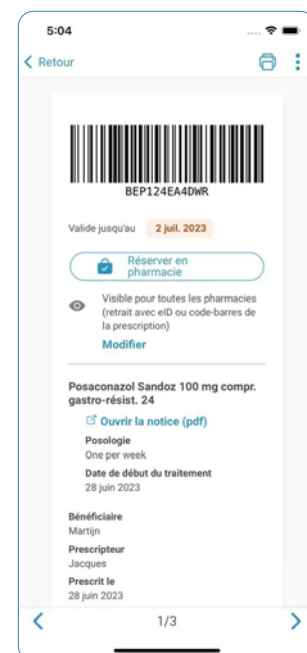 5:04
Retour
BEP124EA4DWR
Valide jusqu'au 2 juil. 2023
Réserver en
pharmacie
Visible pour toutes les pharmacies
(retrait avec eID ou code-barres de
la prescription)
Modifier
Posaconazol Sandoz 100 mg compr.
gastro-résist. 24
Ouvrir la notice (pdf)
Posologie
One per week
Date de début du traitement
28 juin 2023
Bénéficiaire
Martijn
Prescripteur
Jacques
Prescrit le
28 juin 2023
1/3